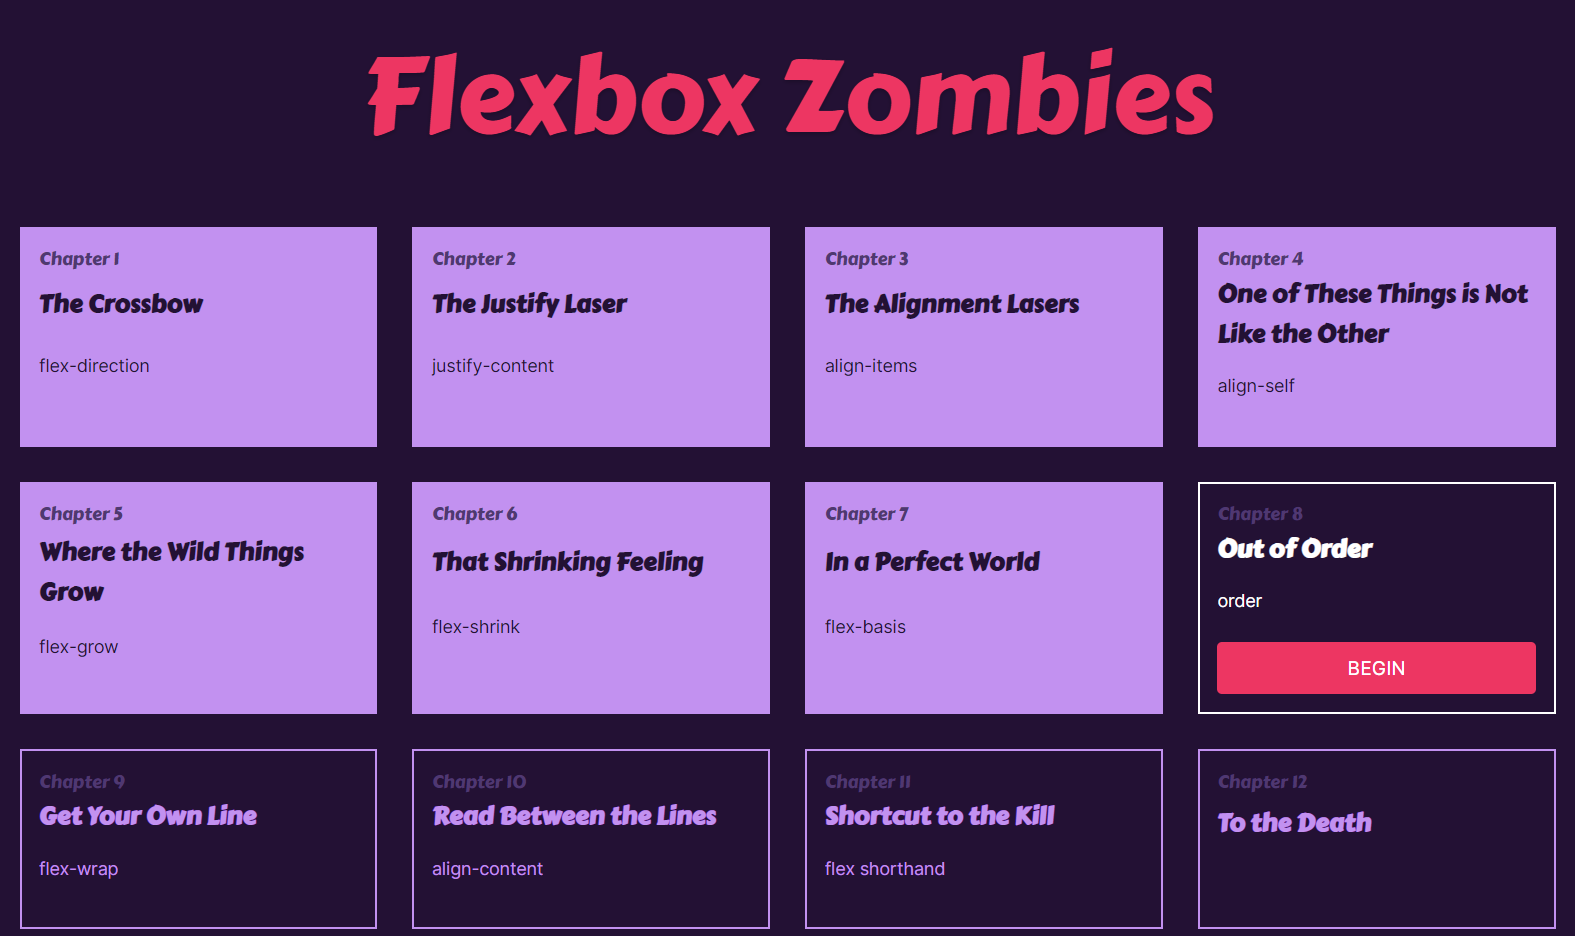 Flexbox Zombies
Chapter 1
The Crossbow
flex-direction
Chapter 2
The Justify Laser
justify-content
Chapter 3
The Alignment Lasers
align-items
Chapter 4
One of These Things is Not
Like the Other
align-self
Chapter 5
Where the Wild Things
Grow
flex-grow
Chapter 6
That Shrinking Feeling
flex-shrink
Chapter 7
In a Perfect World
flex-basis
Chapter 8
Out of Order
order
BEGIN
Chapter 9
Get Your Own Line
flex-wrap
Chapter 10
Read Between the Lines
align-content
Chapter 11
Shortcut to the Kill
flex shorthand
Chapter 12
To the Death